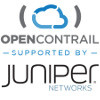 OPENCONTRAIL
SUPPORTED BY
JUNIPER
NETWORKS